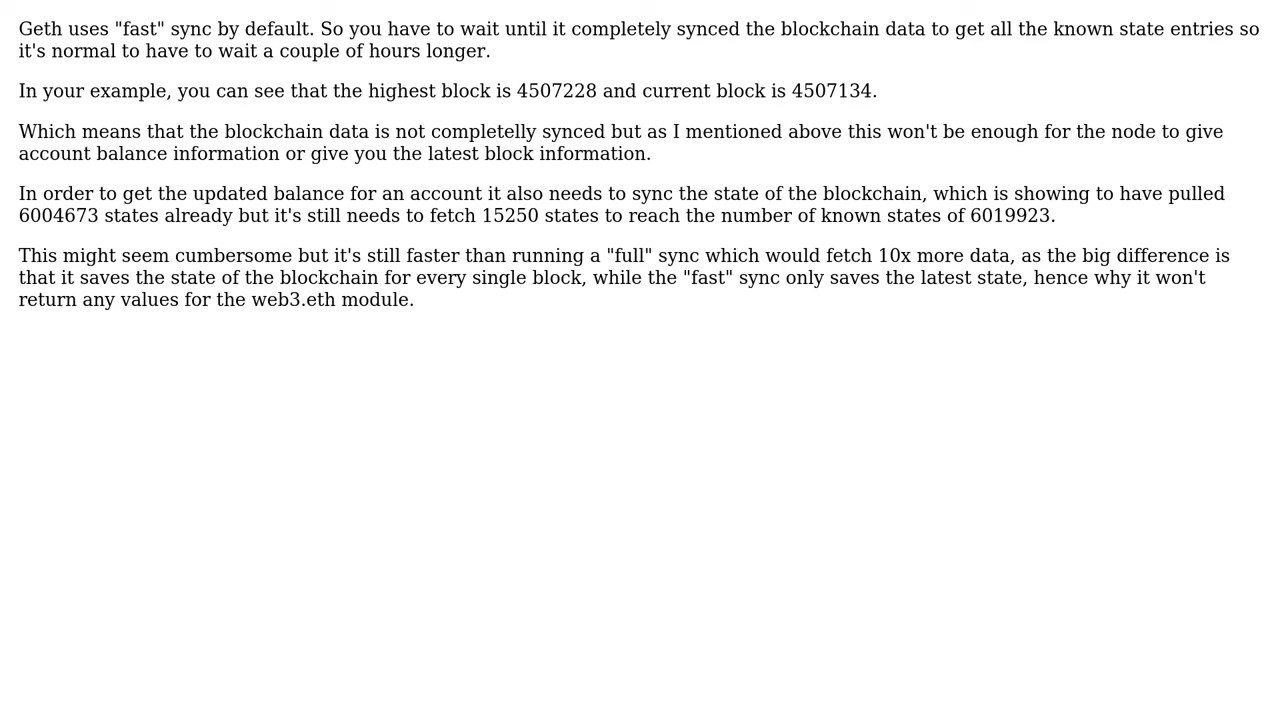 Geth uses "fast" sync by default. So you have to wait until it completely synced the blockchain data to get all the known state entries so
it's normal to have to wait a couple of hours longer.
In your example, you can see that the highest block is 4507228 and current block is 4507134.
Which means that the blockchain data is not completelly synced but as I mentioned above this won't be enough for the node to give
account balance information or give you the latest block information.
In order to get the updated balance for an account it also needs to sync the state of the blockchain, which is showing to have pulled
6004673 states already but it's still needs to fetch 15250 states to reach the number of known states of 6019923.
This might seem cumbersome but it's still faster than running a "full" sync which would fetch 10x more data, as the big difference is
that it saves the state of the blockchain for every single block, while the "fast" sync only saves the latest state, hence why it won't
return any values for the web3.eth module.